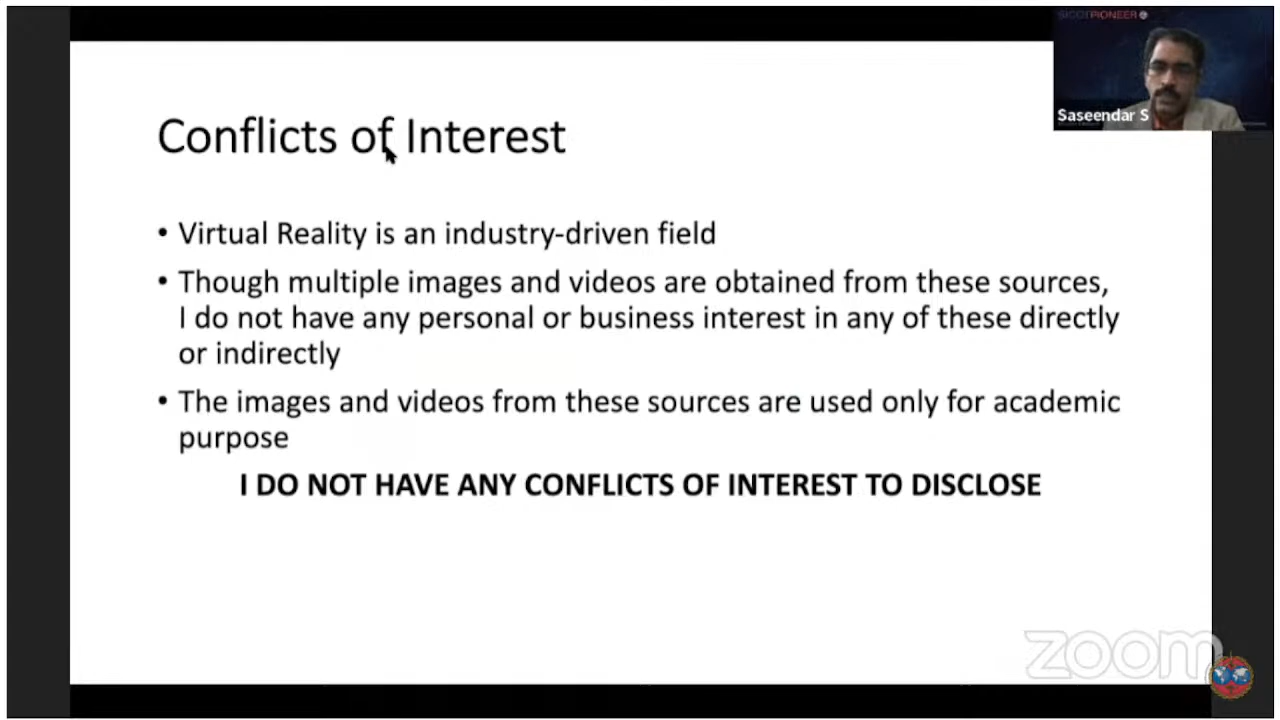 SICOT PIONEER
Saseendar S
Conflicts of Interest
• Virtual Reality is an industry-driven field
• Though multiple images and videos are obtained from these sources,
I do not have any personal or business interest in any of these directly
or indirectly
• The images and videos from these sources are used only for academic
purpose
I DO NOT HAVE ANY CONFLICTS OF INTEREST TO DISCLOSE
zoom